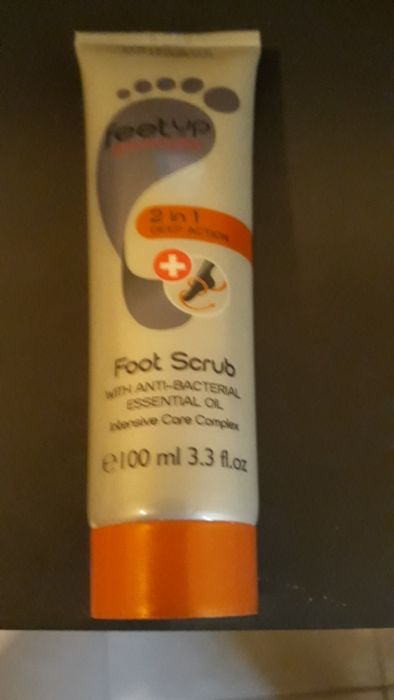 feetup
2 in 1
DEEP ACTION
Foot Scrub
WITH ANTI-BACTERIAL
ESSENTIAL OIL
Intensive Care Complex
℮100 ml 3.3 fl.oz